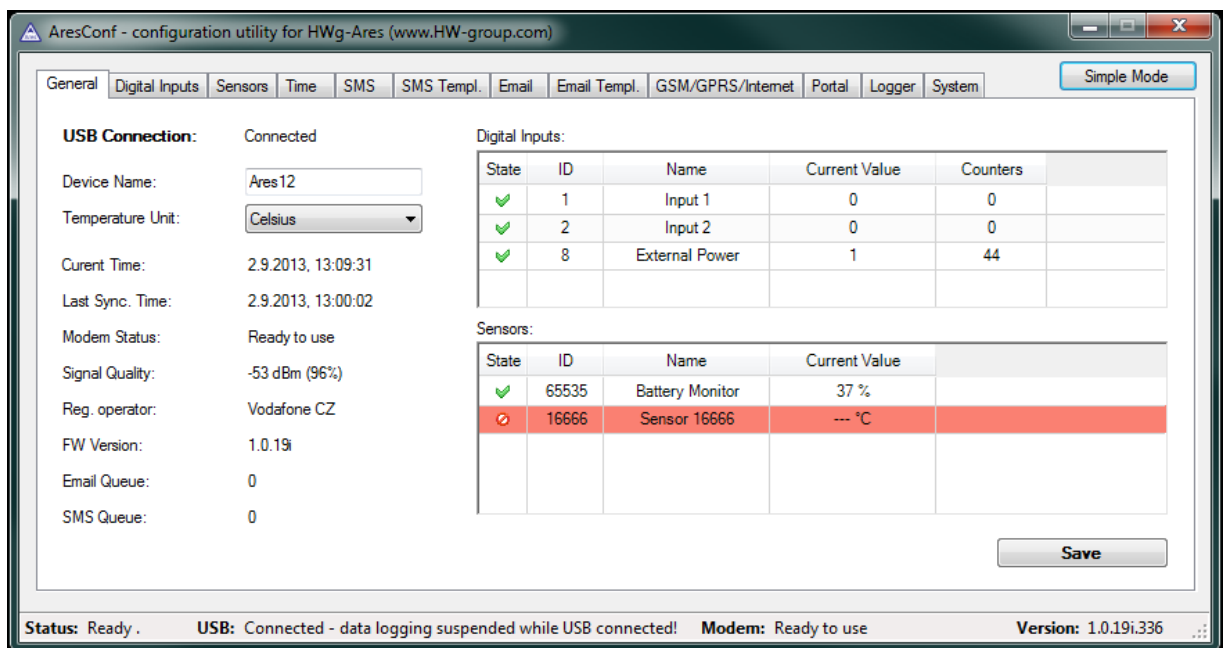 AresConf - configuration utility for HWg-Ares (www.HW-group.com)
General Digital Inputs Sensors Time SMS SMS Templ. Email Email Templ. GSM/GPRS/Internet Portal Logger System Simple Mode
USB Connection: Connected
Device Name: Ares12
Temperature Unit: Celsius
Curent Time: 2.9.2013, 13:09:31
Last Sync. Time: 2.9.2013, 13:00:02
Modem Status: Ready to use
Signal Quality: -53 dBm (96%)
Reg. operator: Vodafone CZ
FW Version: 1.0.19i
Email Queue: 0
SMS Queue: 0
Digital Inputs:
State ID Name Current Value Counters
1 Input 1 0 0
2 Input 2 0 0
8 External Power 1 44
Sensors:
State ID Name Current Value
65535 Battery Monitor 37 %
16666 Sensor 16666 --- °C
Save
Status: Ready . USB: Connected - data logging suspended while USB connected! Modem: Ready to use Version: 1.0.19i.336